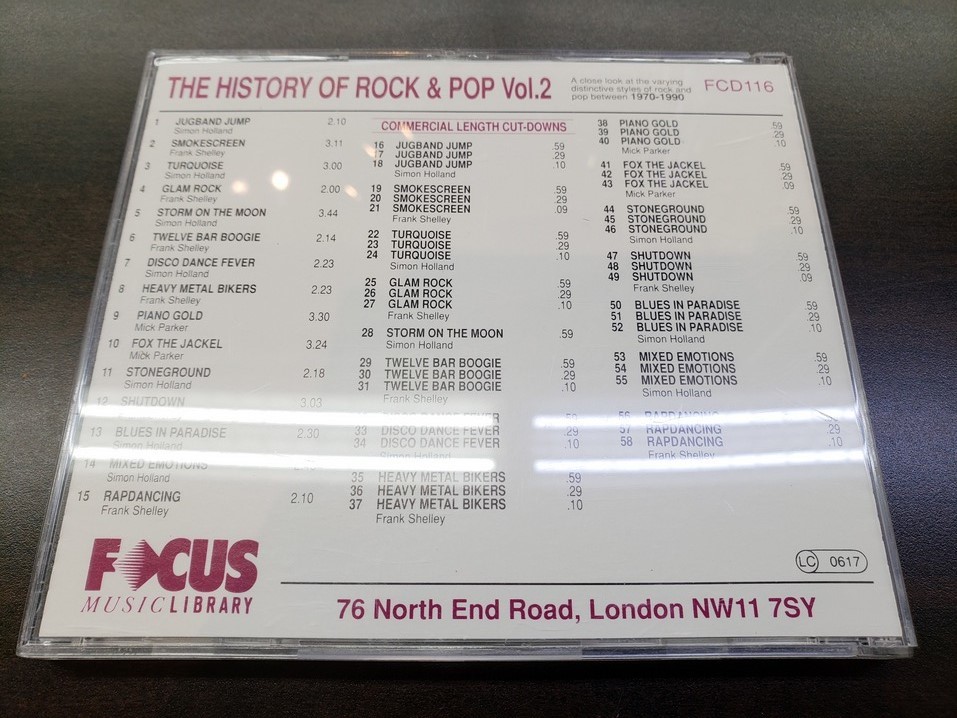 THE HISTORY OF ROCK & POP Vol.2
A close look at the varying
distinctive styles of rock and
pop between 1970-1990
FCD116
1 JUGBAND JUMP 2.10
Simon Holland
2 SMOKESCREEN 3.11
Frank Shelley
3 TURQUOISE 3.00
Simon Holland
4 GLAM ROCK 2.00
Frank Shelley
5 STORM ON THE MOON 3.44
Simon Holland
6 TWELVE BAR BOOGIE 2.14
Frank Shelley
7 DISCO DANCE FEVER 2.23
Simon Holland
8 HEAVY METAL BIKERS 2.23
Frank Shelley
9 PIANO GOLD 3.30
Mick Parker
10 FOX THE JACKEL 3.24
Mick Parker
11 STONEGROUND 2.18
Simon Holland
12 SHUTDOWN 3.03
13 BLUES IN PARADISE 2.30
Simon Holland
14 MIXED EMOTIONS
Simon Holland
15 RAPDANCING 2.10
Frank Shelley
COMMERCIAL LENGTH CUT-DOWNS
16 JUGBAND JUMP .59
17 JUGBAND JUMP .29
18 JUGBAND JUMP .10
Simon Holland
19 SMOKESCREEN .59
20 SMOKESCREEN .29
21 SMOKESCREEN .09
Frank Shelley
22 TURQUOISE .59
23 TURQUOISE .29
24 TURQUOISE .10
Simon Holland
25 GLAM ROCK .59
26 GLAM ROCK .29
27 GLAM ROCK .10
Frank Shelley
28 STORM ON THE MOON .59
Simon Holland
29 TWELVE BAR BOOGIE .59
30 TWELVE BAR BOOGIE .29
31 TWELVE BAR BOOGIE .10
Frank Shelley
DISCO DANCE FEVER .59
33 DISCO DANCE FEVER .29
34 DISCO DANCE FEVER .10
35 HEAVY METAL BIKERS .59
36 HEAVY METAL BIKERS .29
37 HEAVY METAL BIKERS .10
Frank Shelley
38 PIANO GOLD .59
39 PIANO GOLD .29
40 PIANO GOLD .10
Mick Parker
41 FOX THE JACKEL .59
42 FOX THE JACKEL .29
43 FOX THE JACKEL .09
Mick Parker
44 STONEGROUND .59
45 STONEGROUND .29
46 STONEGROUND .10
Simon Holland
47 SHUTDOWN .59
48 SHUTDOWN .29
49 SHUTDOWN .09
Frank Shelley
50 BLUES IN PARADISE .59
51 BLUES IN PARADISE .29
52 BLUES IN PARADISE .10
Simon Holland
53 MIXED EMOTIONS .59
54 MIXED EMOTIONS .29
55 MIXED EMOTIONS .10
Simon Holland
56 RAPDANCING
57 RAPDANCING .29
58 RAPDANCING .10
Frank Shelley
FOCUS
MUSIC LIBRARY
LC 0617
76 North End Road, London NW11 7SY